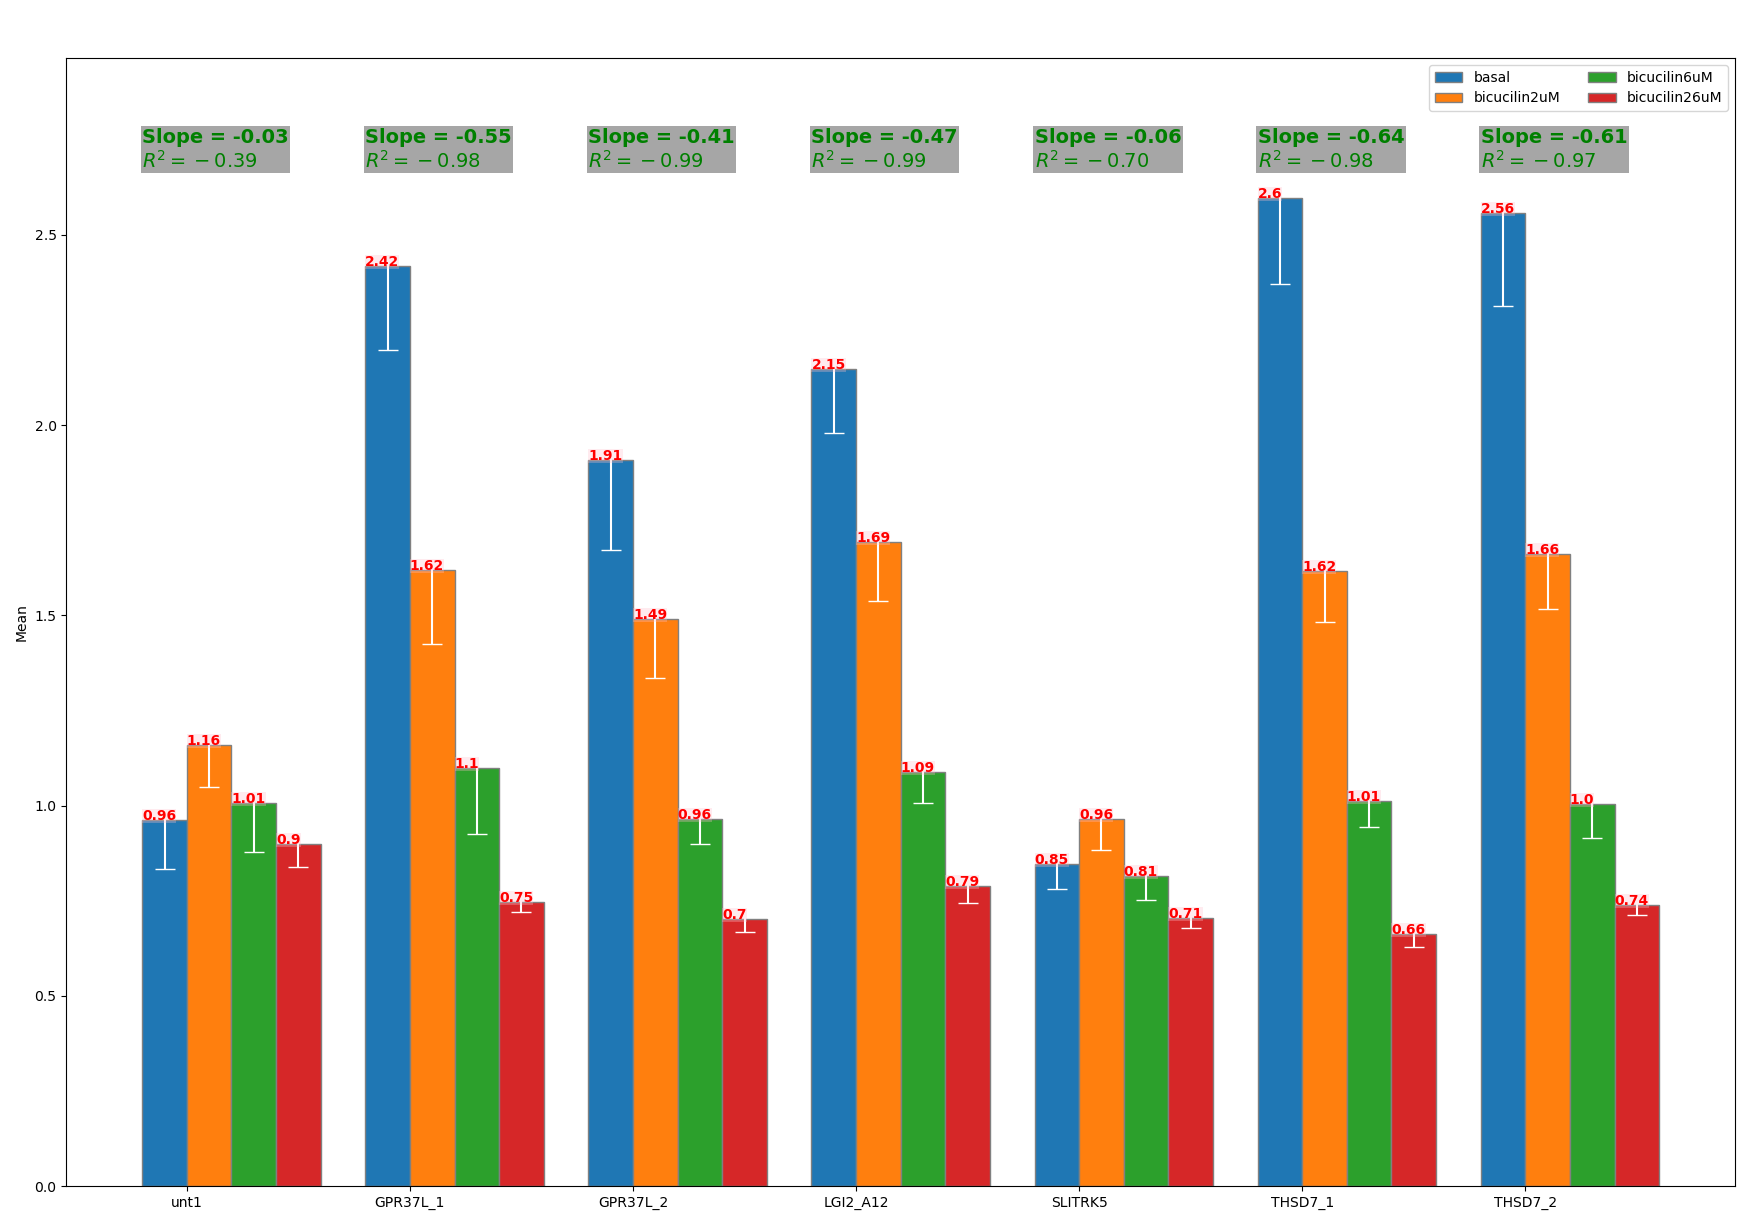 basal
bicucilin2uM
bicucilin6uM
bicucilin26uM
Slope = -0.03
R² = −0.39
Slope = -0.55
R² = −0.98
Slope = -0.41
R² = −0.99
Slope = -0.47
R² = −0.99
Slope = -0.06
R² = −0.70
Slope = -0.64
R² = −0.98
Slope = -0.61
R² = −0.97
Mean
2.5
2.0
1.5
1.0
0.5
0.0
0.96
1.16
1.01
0.9
2.42
1.62
1.1
0.75
1.91
1.49
0.96
0.7
2.15
1.69
1.09
0.79
0.85
0.96
0.81
0.71
2.6
1.62
1.01
0.66
2.56
1.66
1.0
0.74
unt1
GPR37L_1
GPR37L_2
LGI2_A12
SLITRK5
THSD7_1
THSD7_2